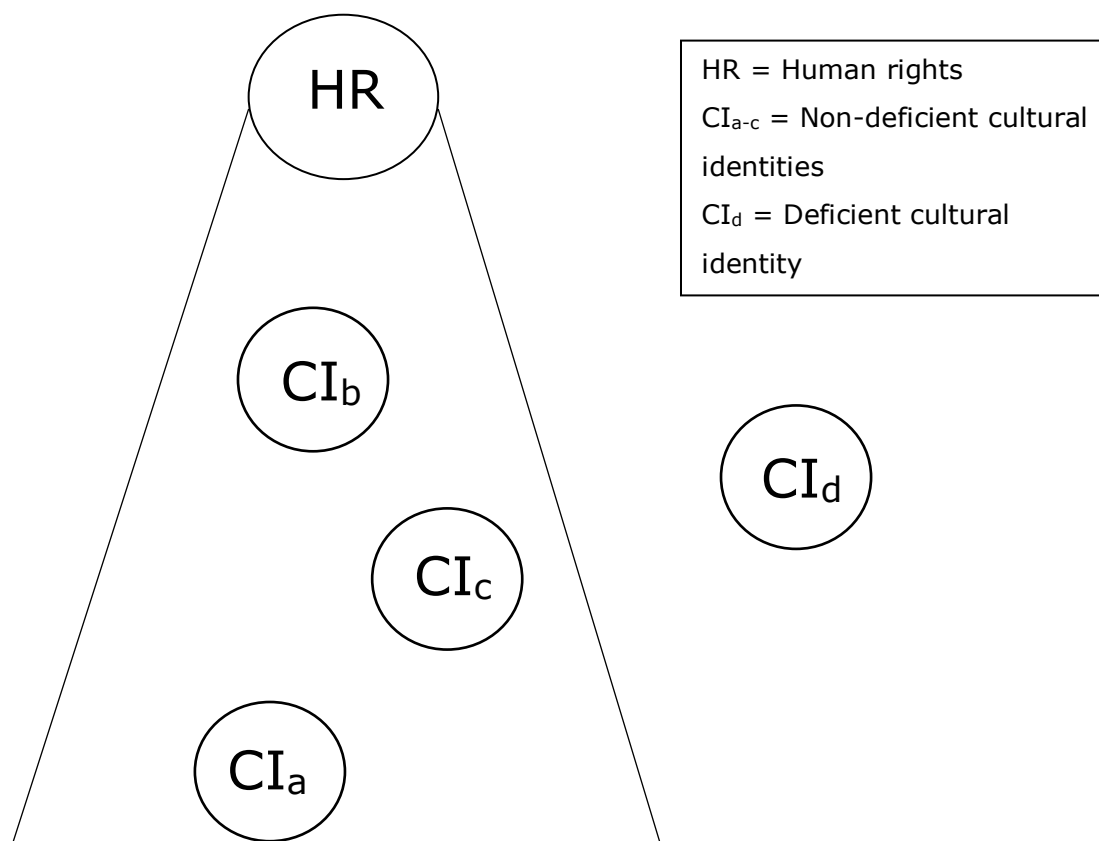 HR
HR = Human rights
CIa-c = Non-deficient cultural
identities
CId = Deficient cultural
identity
CIb
CId
CIc
CIa